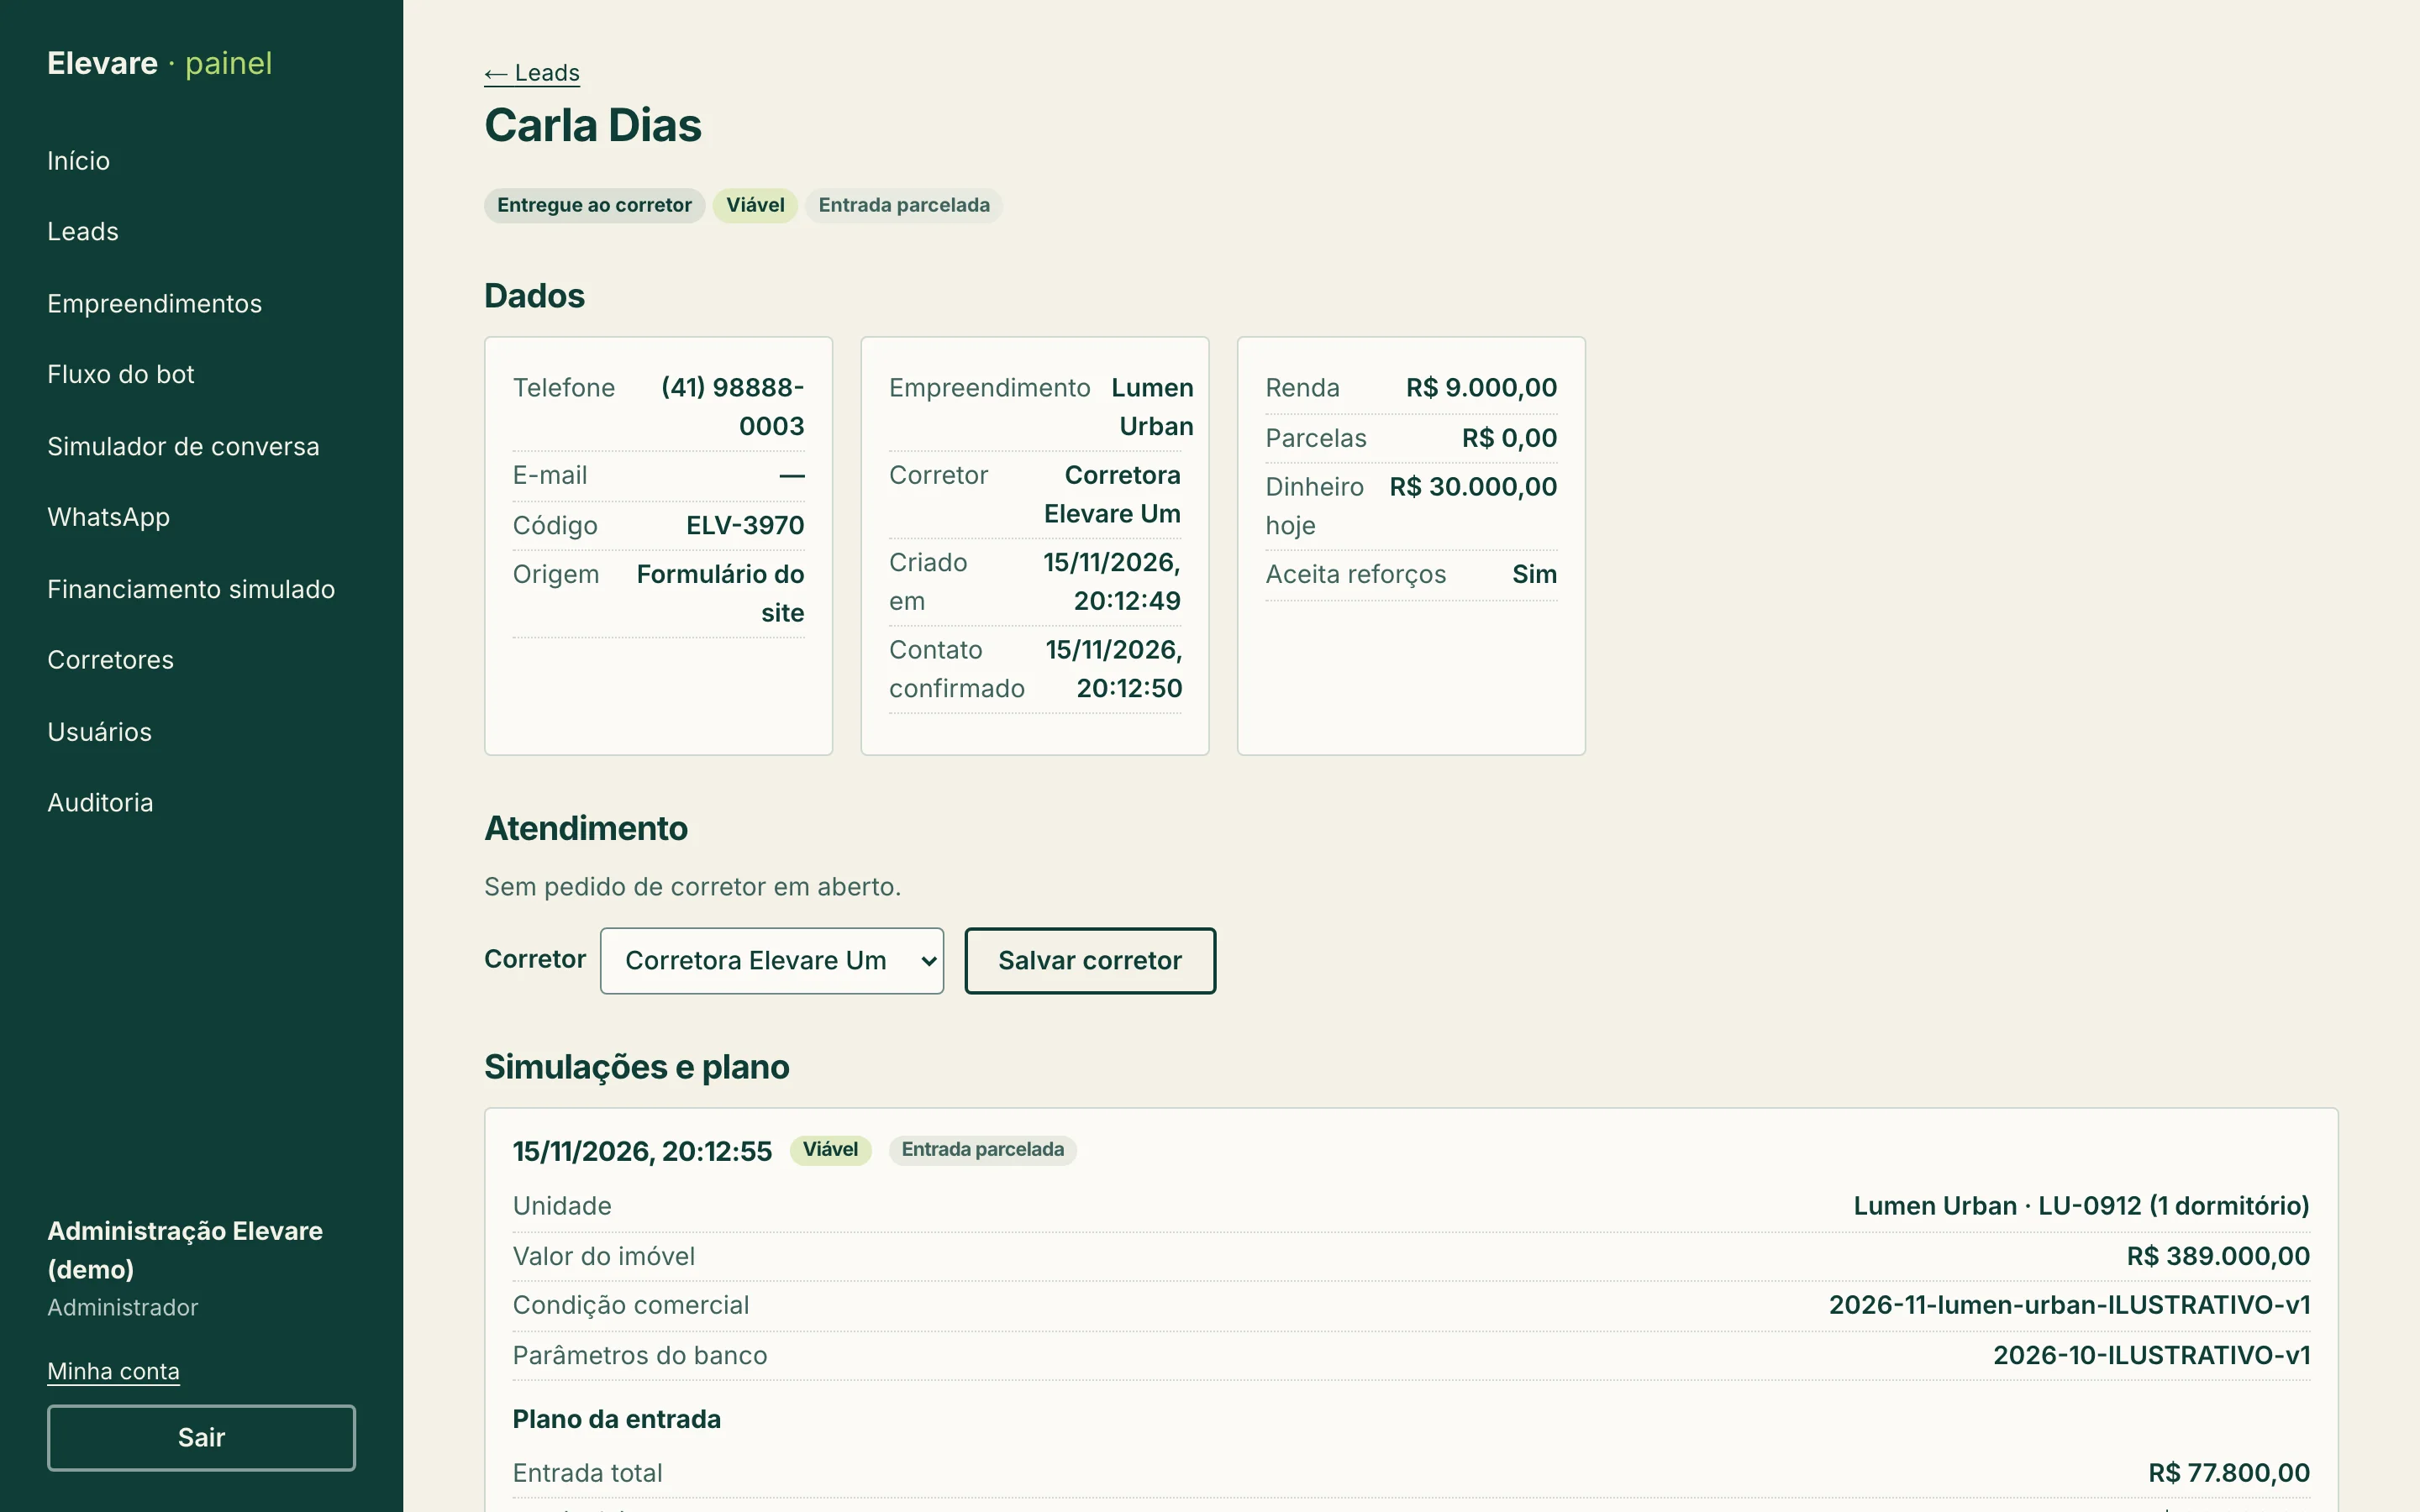 Elevare · painel
Início
Leads
Empreendimentos
Fluxo do bot
Simulador de conversa
WhatsApp
Financiamento simulado
Corretores
Usuários
Auditoria
Administração Elevare
(demo)
Administrador
Minha conta
Sair
← Leads
Carla Dias
Entregue ao corretor Viável Entrada parcelada
Dados
Telefone (41) 98888-
0003
E-mail —
Código ELV-3970
Origem Formulário do
site
Empreendimento Lumen
Urban
Corretor Corretora
Elevare Um
Criado 15/11/2026,
em 20:12:49
Contato 15/11/2026,
confirmado 20:12:50
Renda R$ 9.000,00
Parcelas R$ 0,00
Dinheiro R$ 30.000,00
hoje
Aceita reforços Sim
Atendimento
Sem pedido de corretor em aberto.
Corretor Corretora Elevare Um Salvar corretor
Simulações e plano
15/11/2026, 20:12:55 Viável Entrada parcelada
Unidade Lumen Urban · LU-0912 (1 dormitório)
Valor do imóvel R$ 389.000,00
Condição comercial 2026-11-lumen-urban-ILUSTRATIVO-v1
Parâmetros do banco 2026-10-ILUSTRATIVO-v1
Plano da entrada
Entrada total R$ 77.800,00